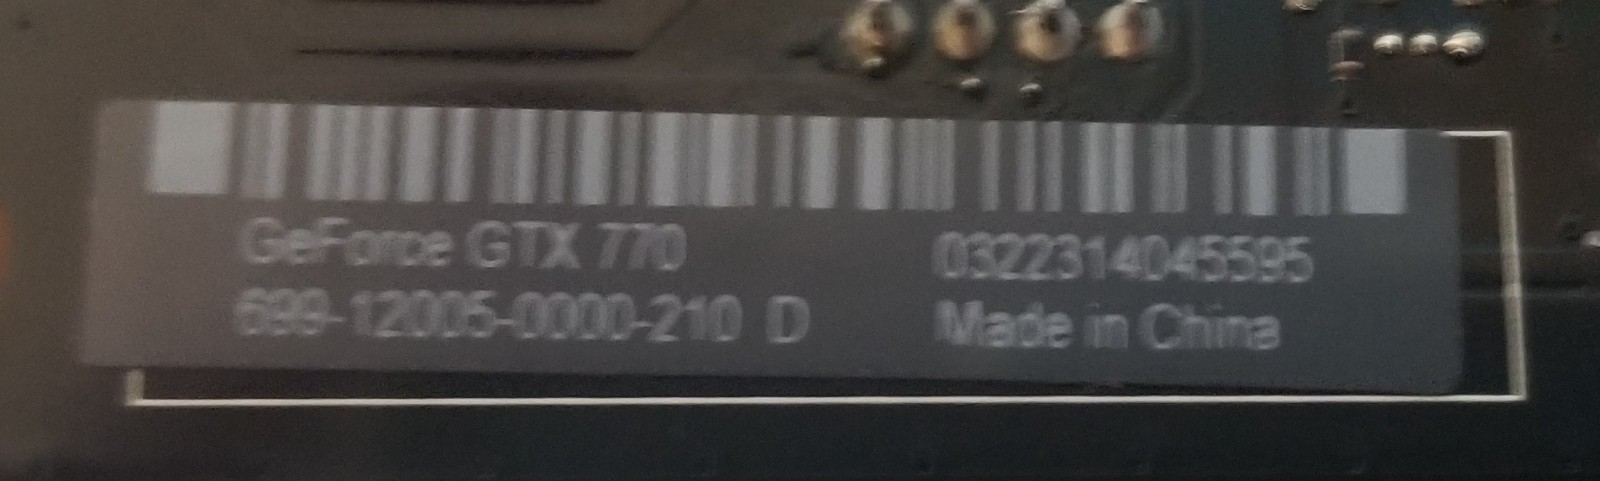 GeForce GTX 770
699-12005-0000-210 D
0322314045595
Made in China